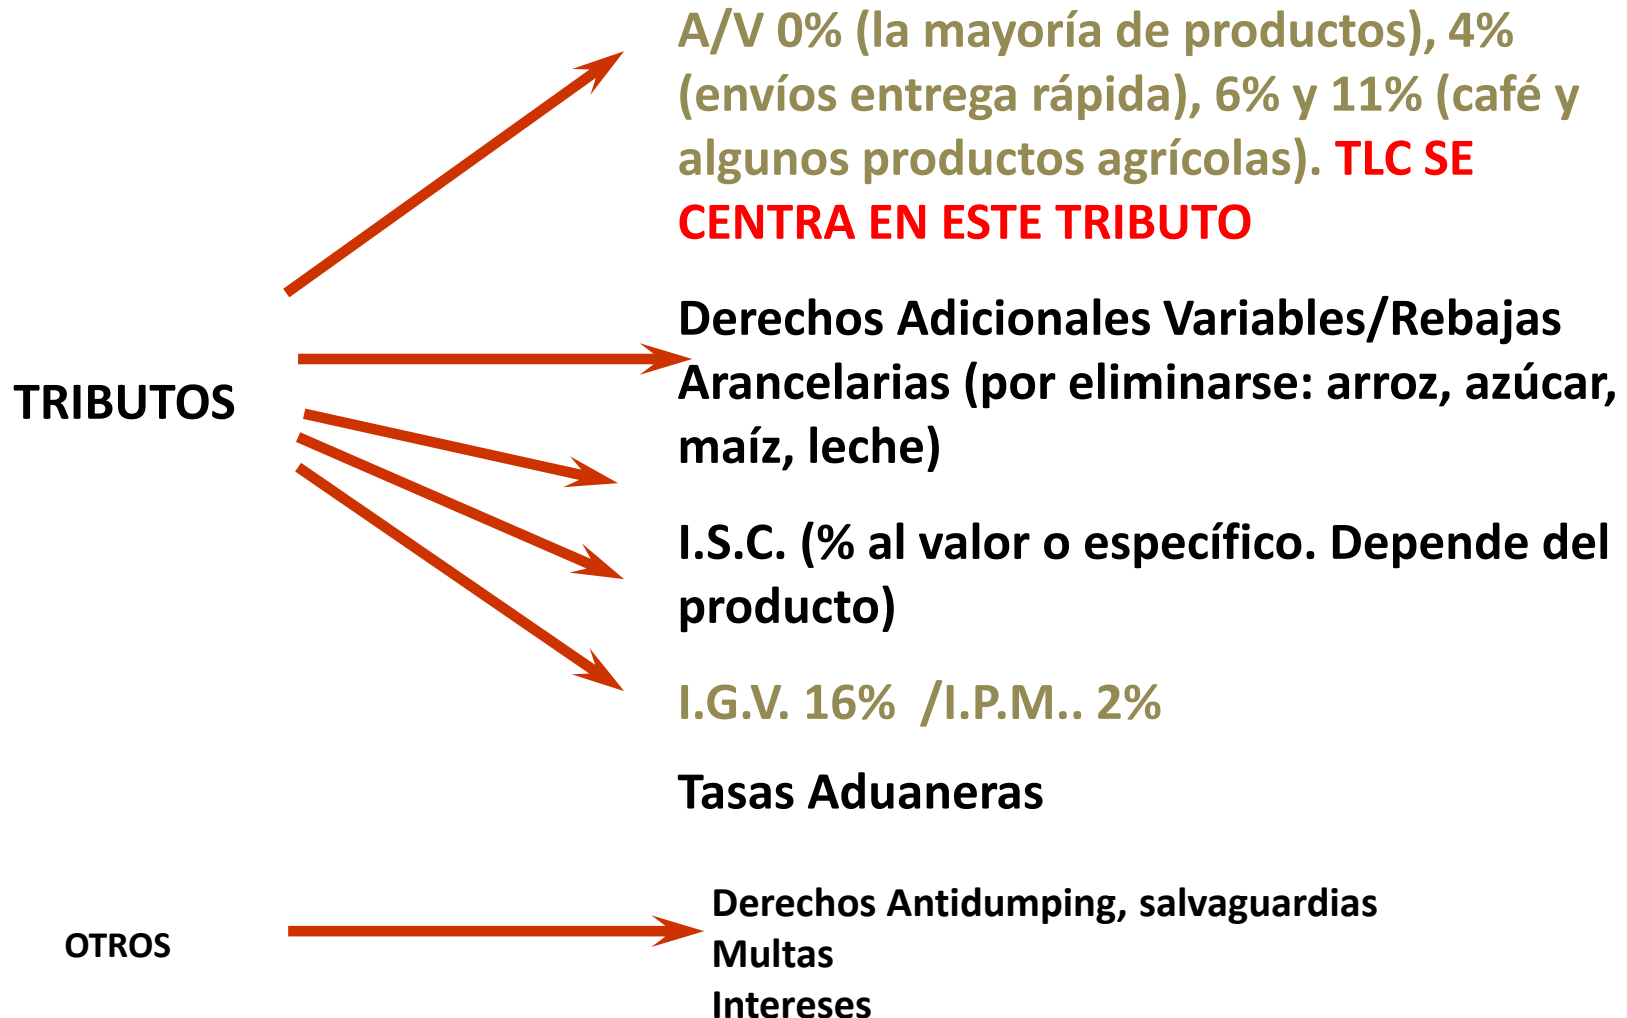 A/V 0% (la mayoría de productos), 4%
(envíos entrega rápida), 6% y 11% (café y
algunos productos agrícolas). TLC SE
CENTRA EN ESTE TRIBUTO
Derechos Adicionales Variables/Rebajas
Arancelarias (por eliminarse: arroz, azúcar,
maíz, leche)
TRIBUTOS
I.S.C. (% al valor o específico. Depende del
producto)
I.G.V. 16%  /I.P.M.. 2%
Tasas Aduaneras
OTROS
Derechos Antidumping, salvaguardias
Multas
Intereses